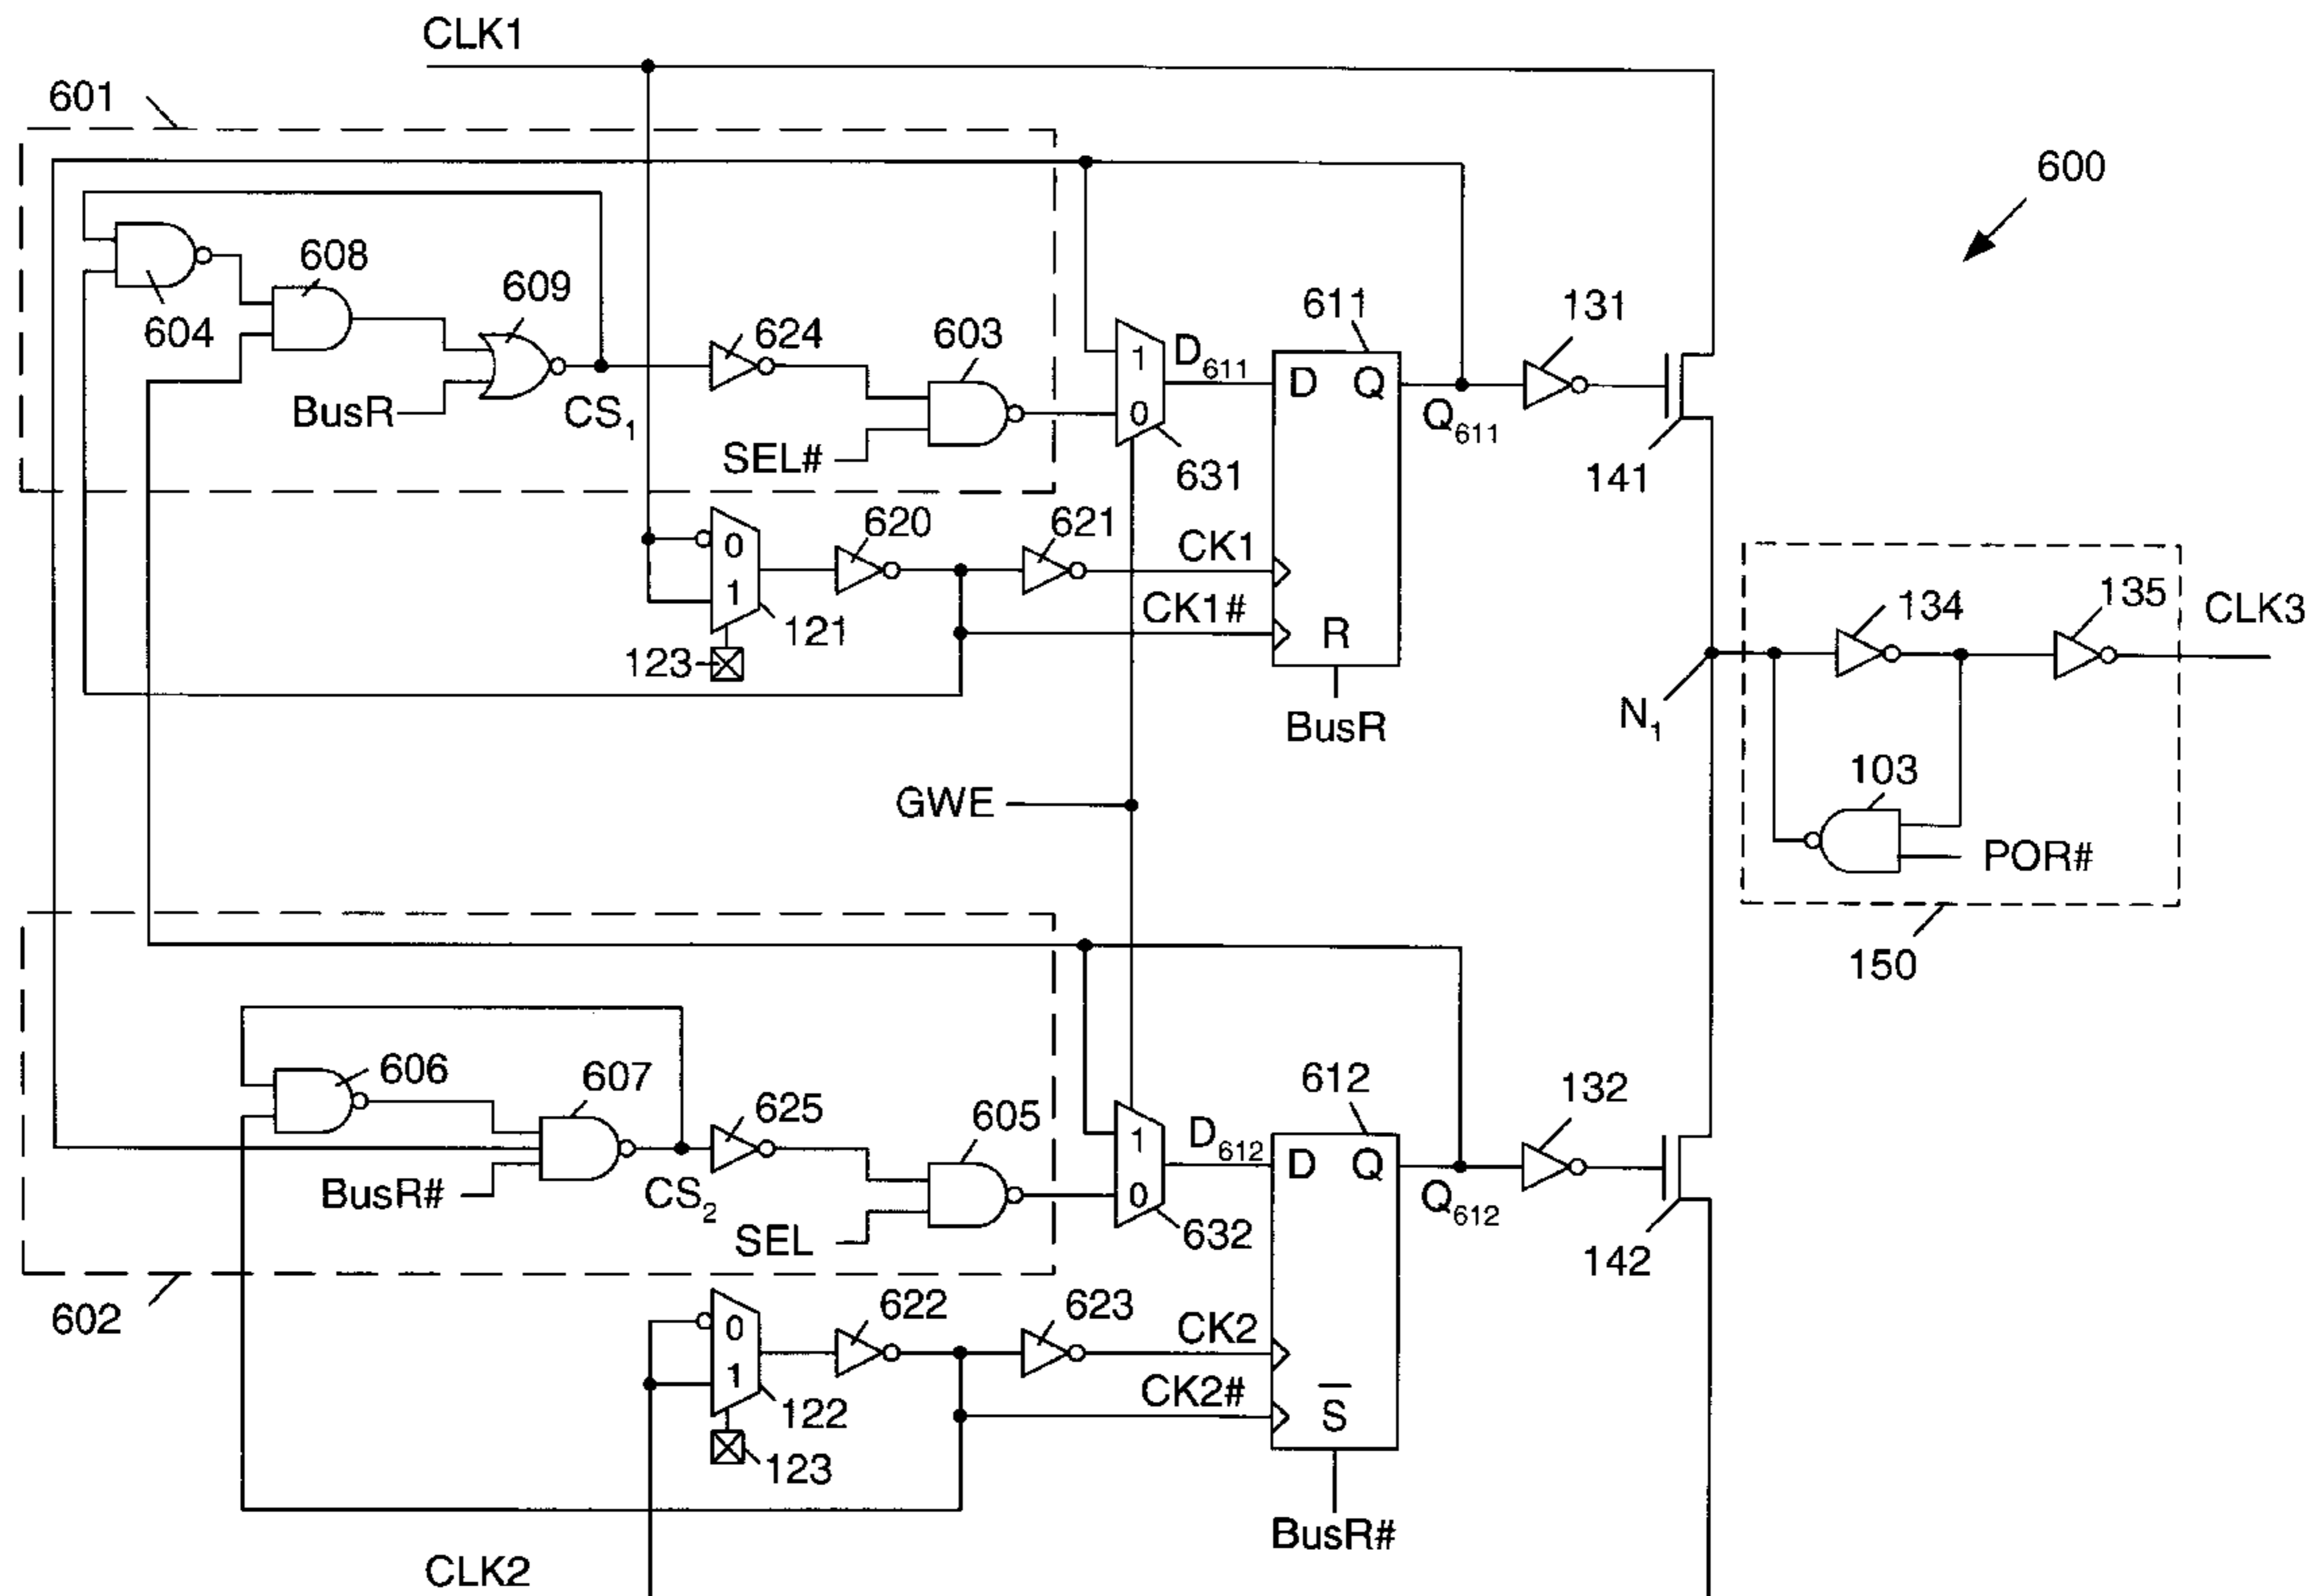 CLK1
601
600
608
609
611
131
604
624
603
1
D611
D Q
BusR
CS1
0
Q611
SEL#
631
141
620
621
0
CK1
1
134
135
CLK3
121
CK1#
R
123
N1
BusR
103
GWE
POR#
150
606
607
612
132
625
605
1
D612
D Q
BusR#
CS2
0
Q612
SEL
632
142
602
622
623
0
CK2
1
122
CK2#
S
123
BusR#
CLK2